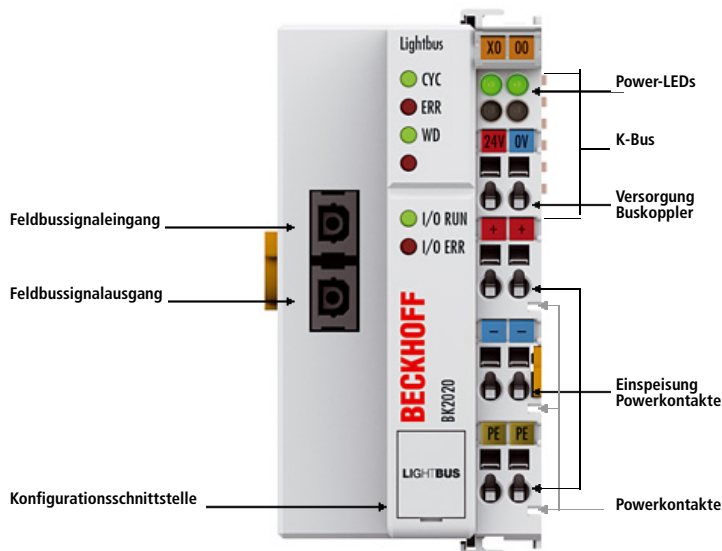 Lightbus
X0 00
CYC
ERR
WD
24V 0V
I/O RUN
I/O ERR
+ +
BECKHOFF
BK2020
− −
PE PE
LIGHTBUS
Feldbussignaleingang
Feldbussignalausgang
Konfigurationsschnittstelle
Power-LEDs
K-Bus
Versorgung
Buskoppler
Einspeisung
Powerkontakte
Powerkontakte